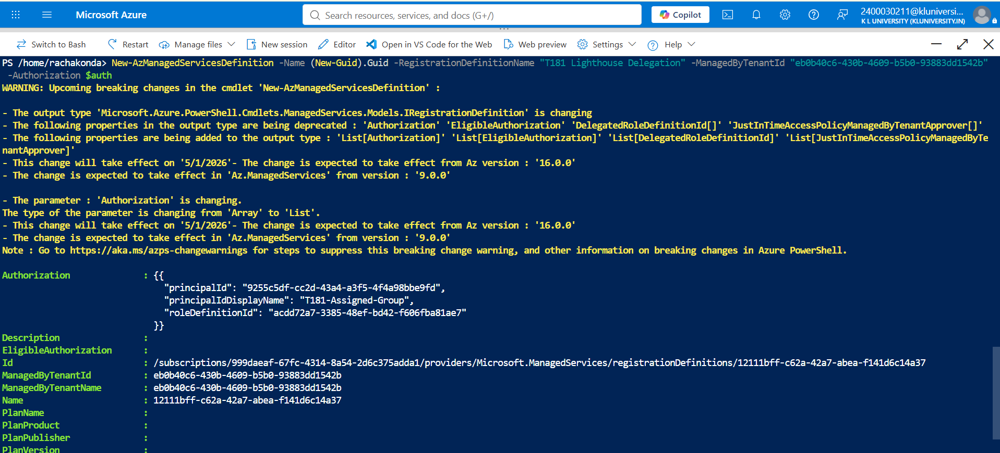 Microsoft Azure
Search resources, services, and docs (G+/)
Copilot
2400030211@kluniversi...
K L UNIVERSITY (KLUNIVERSITY.IN)
Switch to Bash
Restart
Manage files
New session
Editor
Open in VS Code for the Web
Web preview
Settings
Help
PS /home/rachakonda> New-AzManagedServicesDefinition -Name (New-Guid).Guid -RegistrationDefinitionName "T181 Lighthouse Delegation" -ManagedByTenantId "eb0b40c6-430b-4609-b5b0-93883dd1542b"
-Authorization $auth
WARNING: Upcoming breaking changes in the cmdlet 'New-AzManagedServicesDefinition' :
- The output type 'Microsoft.Azure.PowerShell.Cmdlets.ManagedServices.Models.IRegistrationDefinition' is changing
- The following properties in the output type are being deprecated : 'Authorization' 'EligibleAuthorization' 'DelegatedRoleDefinitionId[]' 'JustInTimeAccessPolicyManagedByTenantApprover[]'
- The following properties are being added to the output type : 'List[Authorization]' 'List[EligibleAuthorization]' 'List[DelegatedRoleDefinitionId]' 'List[JustInTimeAccessPolicyManagedByTe
nantApprover]'
- This change will take effect on '5/1/2026'- The change is expected to take effect from Az version : '16.0.0'
- The change is expected to take effect in 'Az.ManagedServices' from version : '9.0.0'
- The parameter : 'Authorization' is changing.
The type of the parameter is changing from 'Array' to 'List'.
- This change will take effect on '5/1/2026'- The change is expected to take effect from Az version : '16.0.0'
- The change is expected to take effect in 'Az.ManagedServices' from version : '9.0.0'
Note : Go to https://aka.ms/azps-changewarnings for steps to suppress this breaking change warning, and other information on breaking changes in Azure PowerShell.
Authorization : {{
"principalId": "9255c5df-cc2d-43a4-a3f5-4f4a98bbe9fd",
"principalIdDisplayName": "T181-Assigned-Group",
"roleDefinitionId": "acdd72a7-3385-48ef-bd42-f606fba81ae7"
}}
Description :
EligibleAuthorization :
Id : /subscriptions/999daeaf-67fc-4314-8a54-2d6c375adda1/providers/Microsoft.ManagedServices/registrationDefinitions/12111bff-c62a-42a7-abea-f141d6c14a37
ManagedByTenantId : eb0b40c6-430b-4609-b5b0-93883dd1542b
ManagedByTenantName : eb0b40c6-430b-4609-b5b0-93883dd1542b
Name : 12111bff-c62a-42a7-abea-f141d6c14a37
PlanName :
PlanProduct :
PlanPublisher :
PlanVersion :